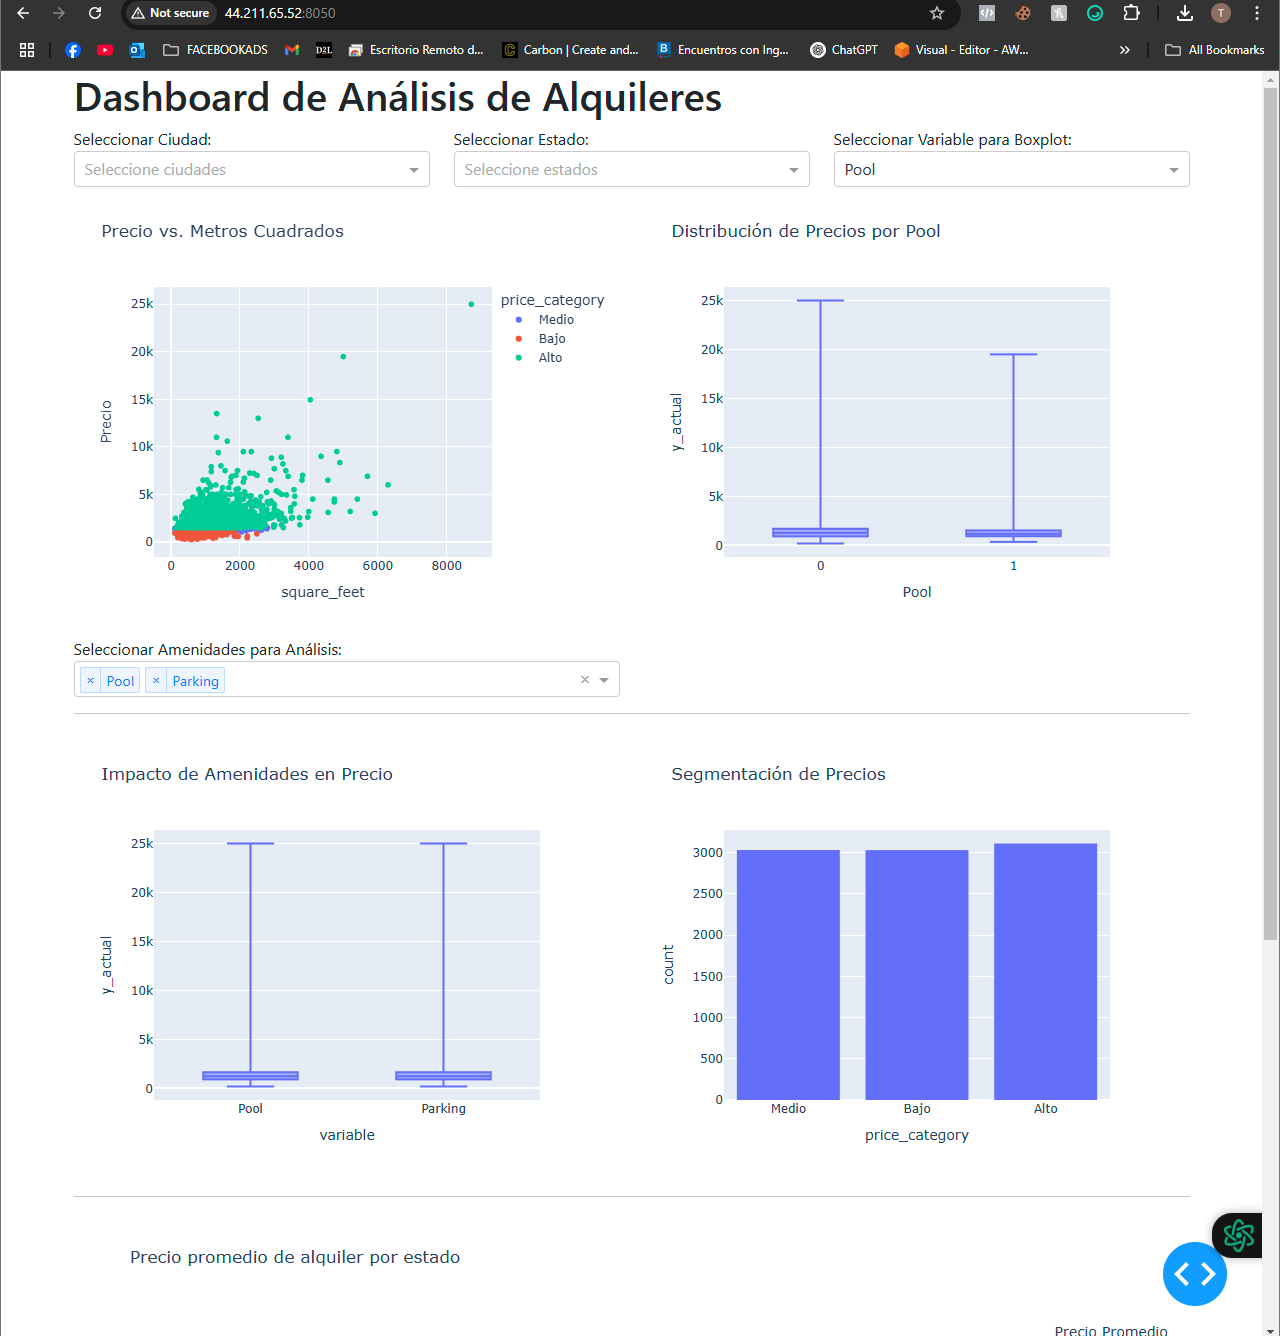 Not secure 44.211.65.52:8050
FACEBOOKADS D2L Escritorio Remoto d... C Carbon | Create and... B Encuentros con Ing... ChatGPT Visual - Editor - AW... » All Bookmarks
T
Dashboard de Análisis de Alquileres
Seleccionar Ciudad: Seleccionar Estado: Seleccionar Variable para Boxplot:
Seleccione ciudades Seleccione estados Pool
Precio vs. Metros Cuadrados
25k
20k
15k
10k
5k
0
Precio
0 2000 4000 6000 8000
square_feet
price_category
Medio
Bajo
Alto
Distribución de Precios por Pool
25k
20k
15k
10k
5k
0
y_actual
0 1
Pool
Seleccionar Amenidades para Análisis:
× Pool × Parking ×
Impacto de Amenidades en Precio
25k
20k
15k
10k
5k
0
y_actual
Pool Parking
variable
Segmentación de Precios
3000
2500
2000
1500
1000
500
0
count
Medio Bajo Alto
price_category
Precio promedio de alquiler por estado
Precio Promedio